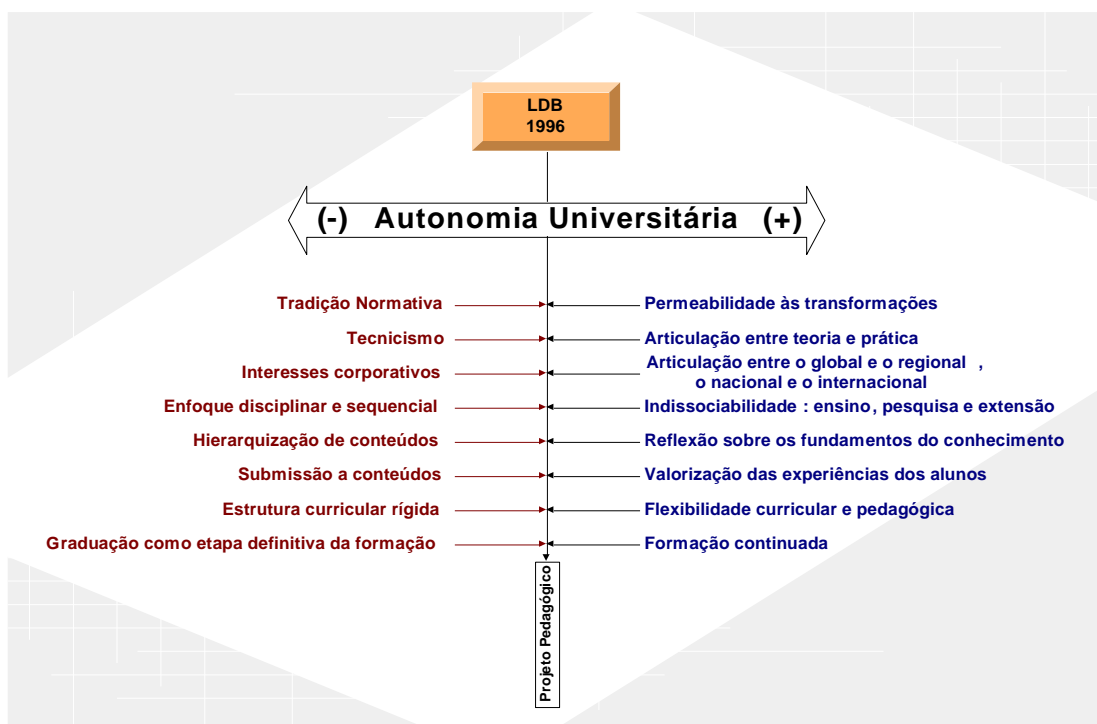 LDB
1996
(-) Autonomia Universitária (+)
Tradição Normativa
Permeabilidade às transformações
Tecnicismo
Articulação entre teoria e prática
Interesses corporativos
Articulação entre o global e o regional ,
o nacional e o internacional
Enfoque disciplinar e sequencial
Indissociabilidade : ensino, pesquisa e extensão
Hierarquização de conteúdos
Reflexão sobre os fundamentos do conhecimento
Submissão a conteúdos
Valorização das experiências dos alunos
Estrutura curricular rígida
Flexibilidade curricular e pedagógica
Graduação como etapa definitiva da formação
Formação continuada
Projeto Pedagógico